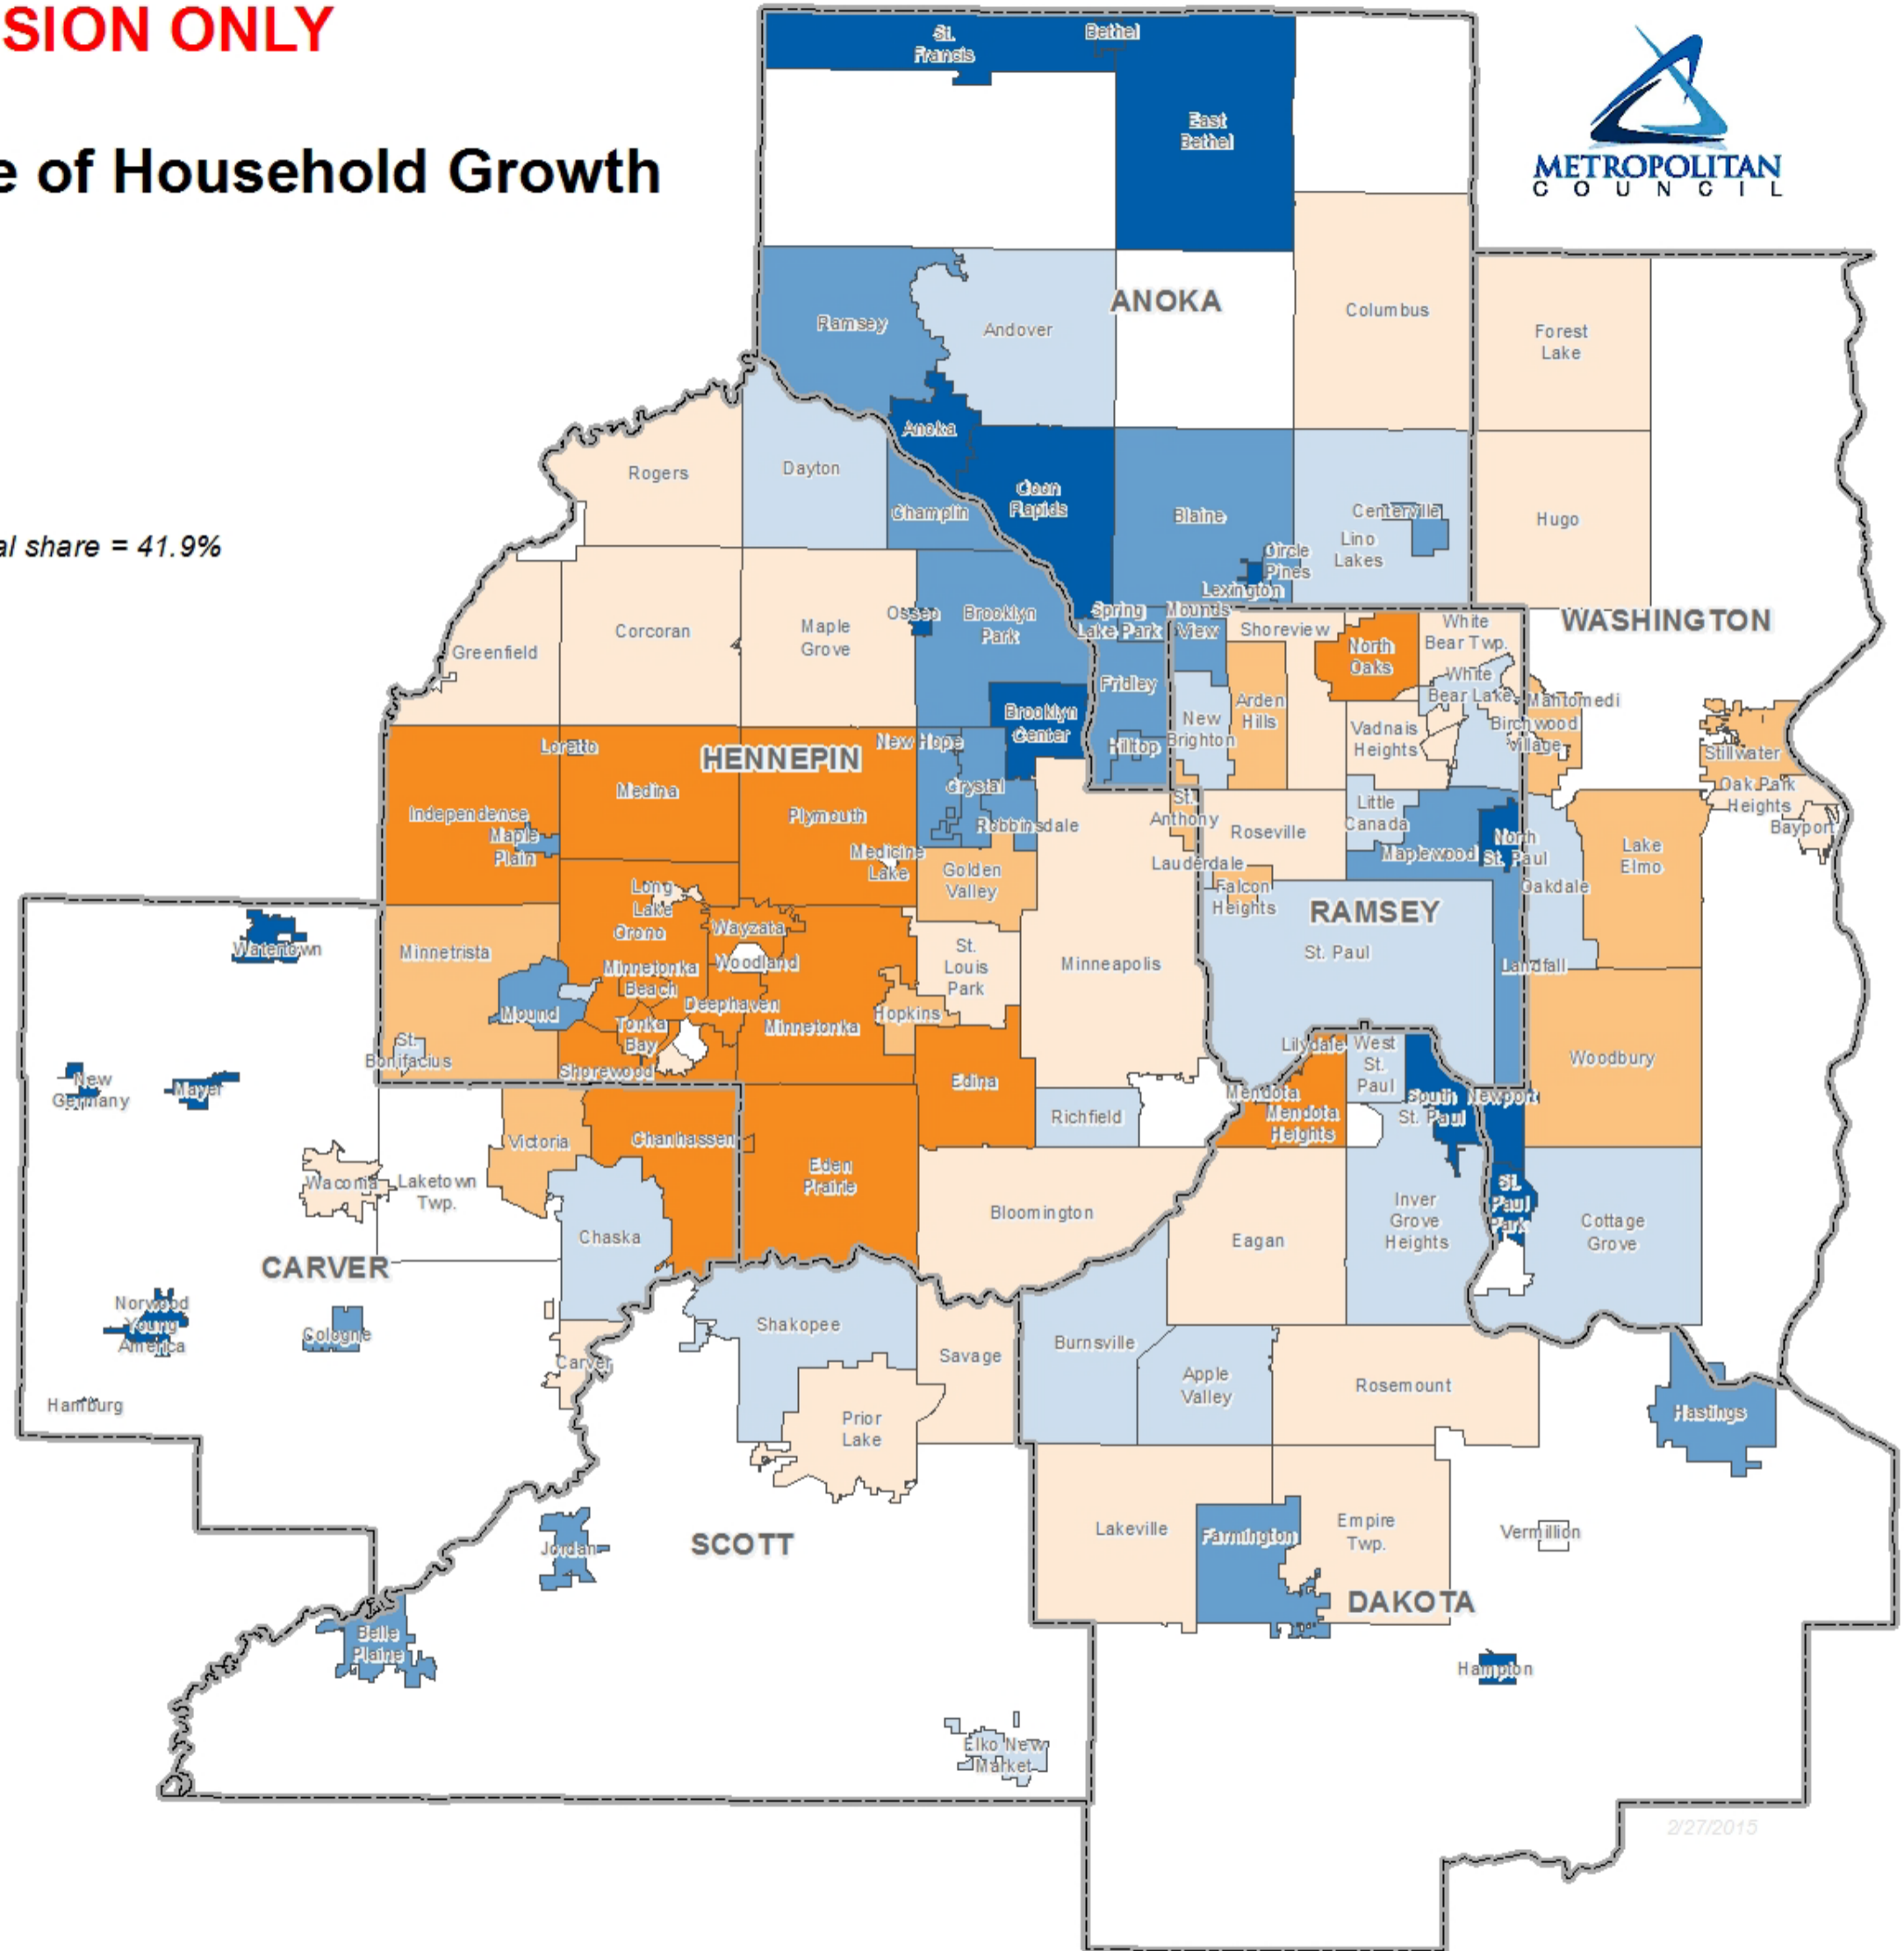 SION ONLY
e of Household Growth
al share = 41.9%
METROPOLITAN
COUNCIL
St.
Francis
Bethel
East
Bethel
ANOKA
Ramsey
Andover
Columbus
Forest
Lake
Anoka
Rogers
Dayton
Champlin
Coon
Rapids
Blaine
Centerville
Lino
Lakes
Hugo
Circle
Pines
Lexington
WASHINGTON
Greenfield
Corcoran
Maple
Grove
Osseo
Brooklyn
Park
Spring
Lake Park
Mounds
View
Shoreview
North
Oaks
White
Bear Twp.
White
Bear Lake
Fridley
Arden
Hills
Mahtomedi
Birchwood
Village
Brooklyn
Center
New
Brighton
Vadnais
Heights
Stillwater
Hilltop
Loretto
HENNEPIN
New Hope
Oak Park
Heights
Bayport
Medina
Crystal
Independence
Maple
Plain
Plymouth
Robbinsdale
St.
Anthony
Roseville
Little
Canada
Maplewood
North
St. Paul
Lake
Elmo
Medicine
Lake
Golden
Valley
Lauderdale
Falcon
Heights
Oakdale
Long
Lake
Orono
RAMSEY
Wayzata
Watertown
Minnetrista
Woodland
St.
Louis
Park
Minneapolis
St. Paul
Landfall
Minnetonka
Beach
Deephaven
Mound
Tonka
Bay
Minnetonka
Hopkins
St.
Bonifacius
Shorewood
Edina
Lilydale
West
St.
Paul
Woodbury
New
Germany
Mayer
Mendota
Mendota
Heights
South
St. Paul
Newport
Richfield
Victoria
Chanhassen
Waconia
Laketown
Twp.
Eden
Prairie
Bloomington
Eagan
Inver
Grove
Heights
St.
Paul
Park
Cottage
Grove
Chaska
CARVER
Norwood
Young
America
Cologne
Carver
Shakopee
Savage
Burnsville
Apple
Valley
Rosemount
Hastings
Hamburg
Prior
Lake
Jordan
SCOTT
Lakeville
Farmington
Empire
Twp.
Vermillion
DAKOTA
Belle
Plaine
Hampton
Elko New
Market
2/27/2015